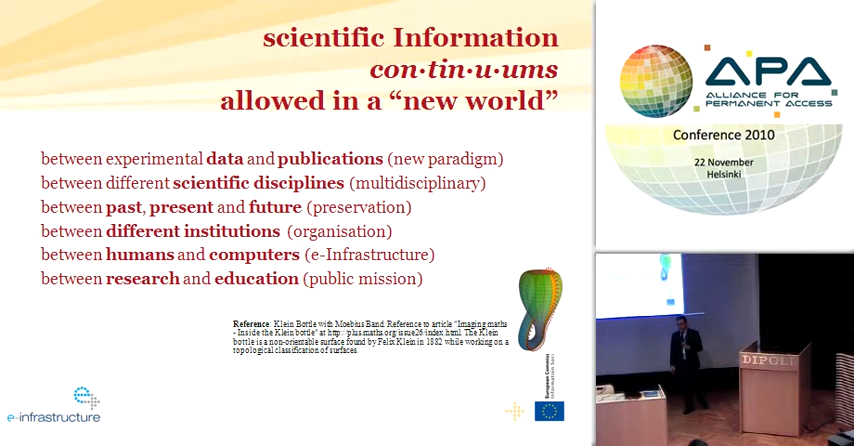 scientific Information
con·tin·u·ums
allowed in a “new world”
between experimental data and publications (new paradigm)
between different scientific disciplines (multidisciplinary)
between past, present and future (preservation)
between different institutions (organisation)
between humans and computers (e-Infrastructure)
between research and education (public mission)
Reference: Klein Bottle with Moebius Band. Reference to article "Imaging maths
- Inside the Klein bottle" at http://plus.maths.org/issue26/index.html. The Klein
bottle is a non-orientable surface found by Felix Klein in 1882 while working on a
topological classification of surfaces.
European Commission
Information Soci
e-infrastructure
APA
ALLIANCE FOR
PERMANENT ACCESS
Conference 2010
22 November
Helsinki
DIPOLI